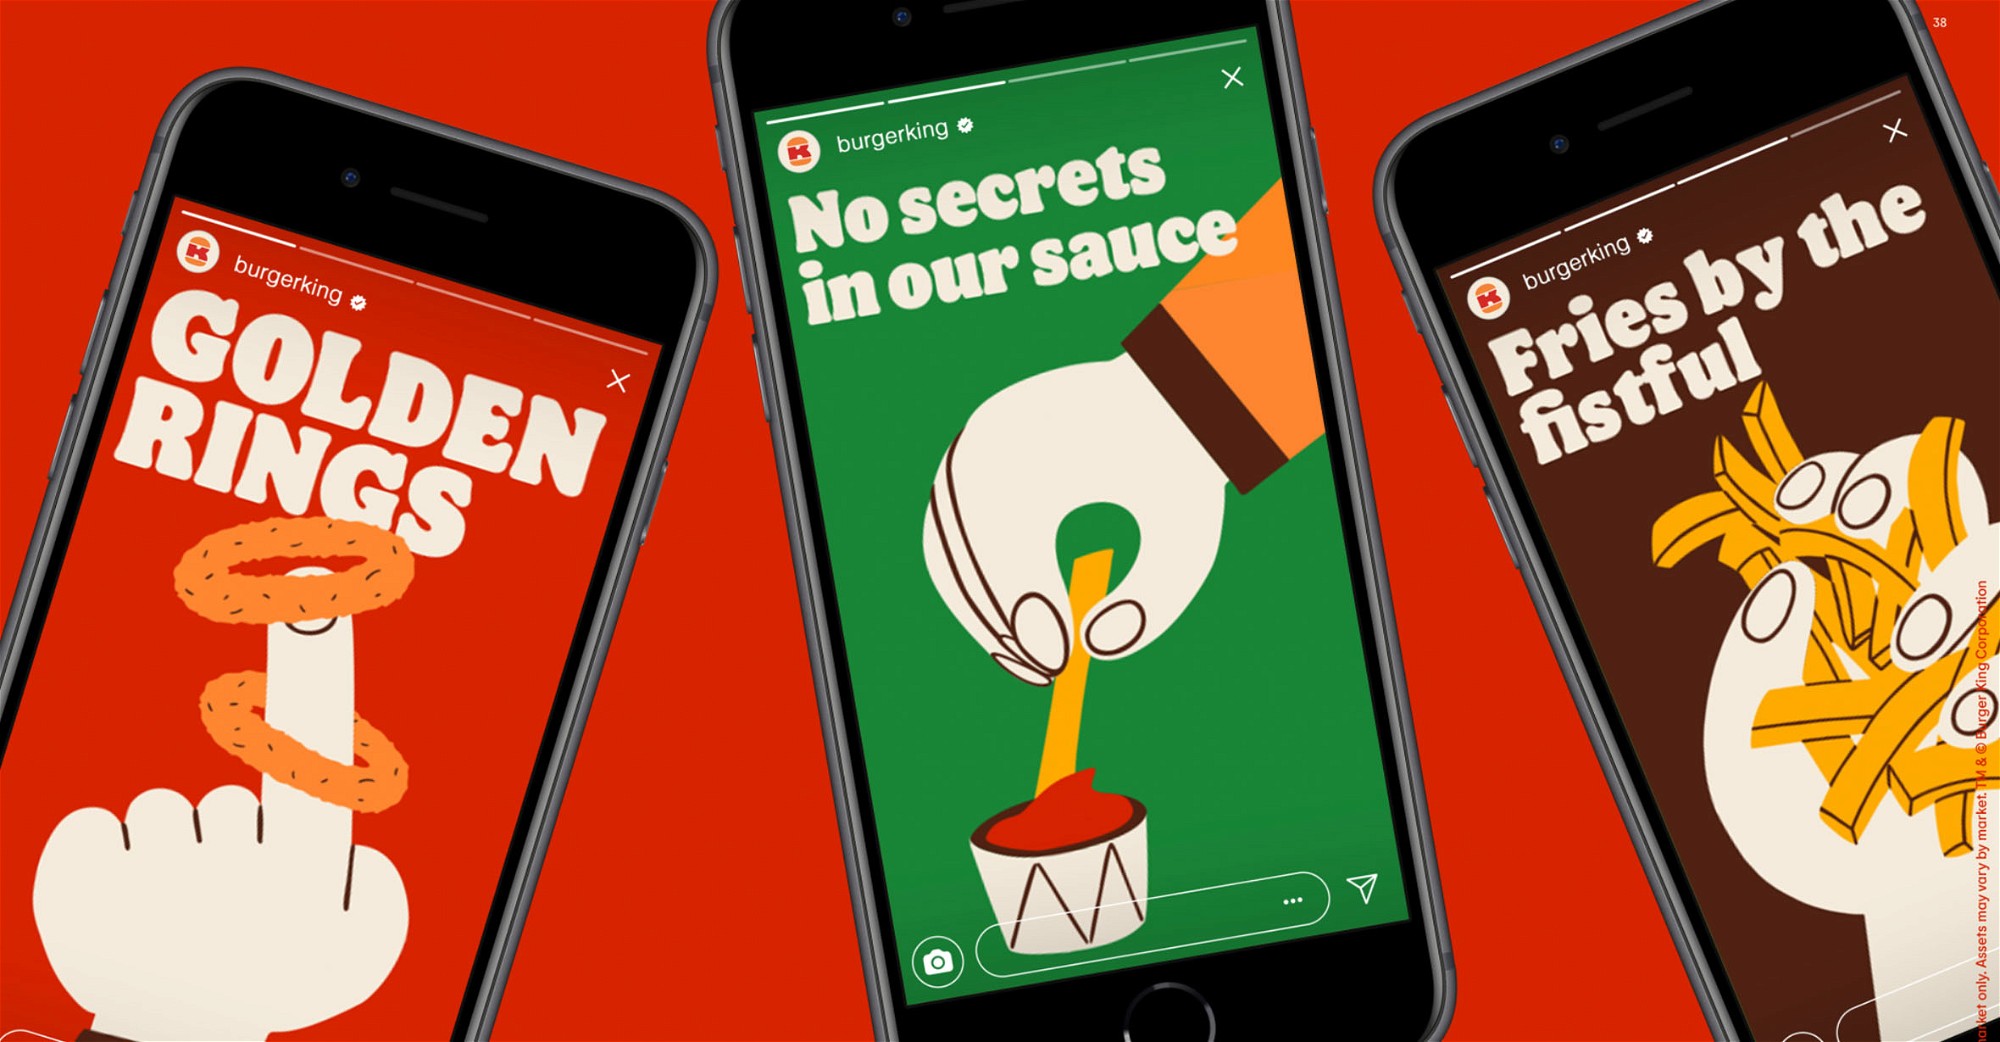 38
burgerking
GOLDEN
RINGS
burgerking
No secrets
in our sauce
burgerking
Fries by the
fistful
market only. Assets may vary by market. TM & © Burger King Corporation